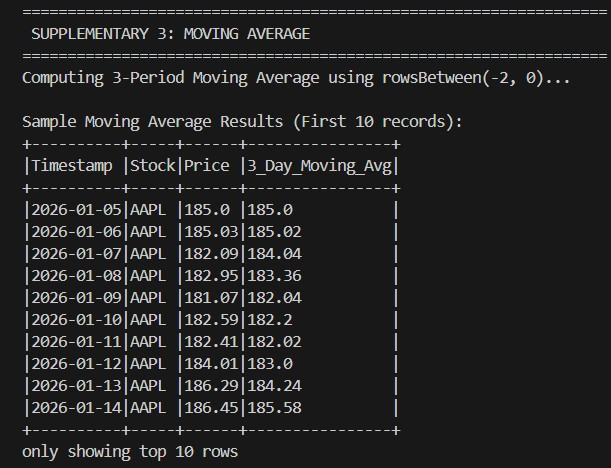 ================================================================
 SUPPLEMENTARY 3: MOVING AVERAGE
================================================================
Computing 3-Period Moving Average using rowsBetween(-2, 0)...
Sample Moving Average Results (First 10 records):
+----------+-----+------+----------------+
|Timestamp |Stock|Price |3_Day_Moving_Avg|
+----------+-----+------+----------------+
|2026-01-05|AAPL |185.0 |185.0           |
|2026-01-06|AAPL |185.03|185.02          |
|2026-01-07|AAPL |182.09|184.04          |
|2026-01-08|AAPL |182.95|183.36          |
|2026-01-09|AAPL |181.07|182.04          |
|2026-01-10|AAPL |182.59|182.2           |
|2026-01-11|AAPL |182.41|182.02          |
|2026-01-12|AAPL |184.01|183.0           |
|2026-01-13|AAPL |186.29|184.24          |
|2026-01-14|AAPL |186.45|185.58          |
+----------+-----+------+----------------+
only showing top 10 rows